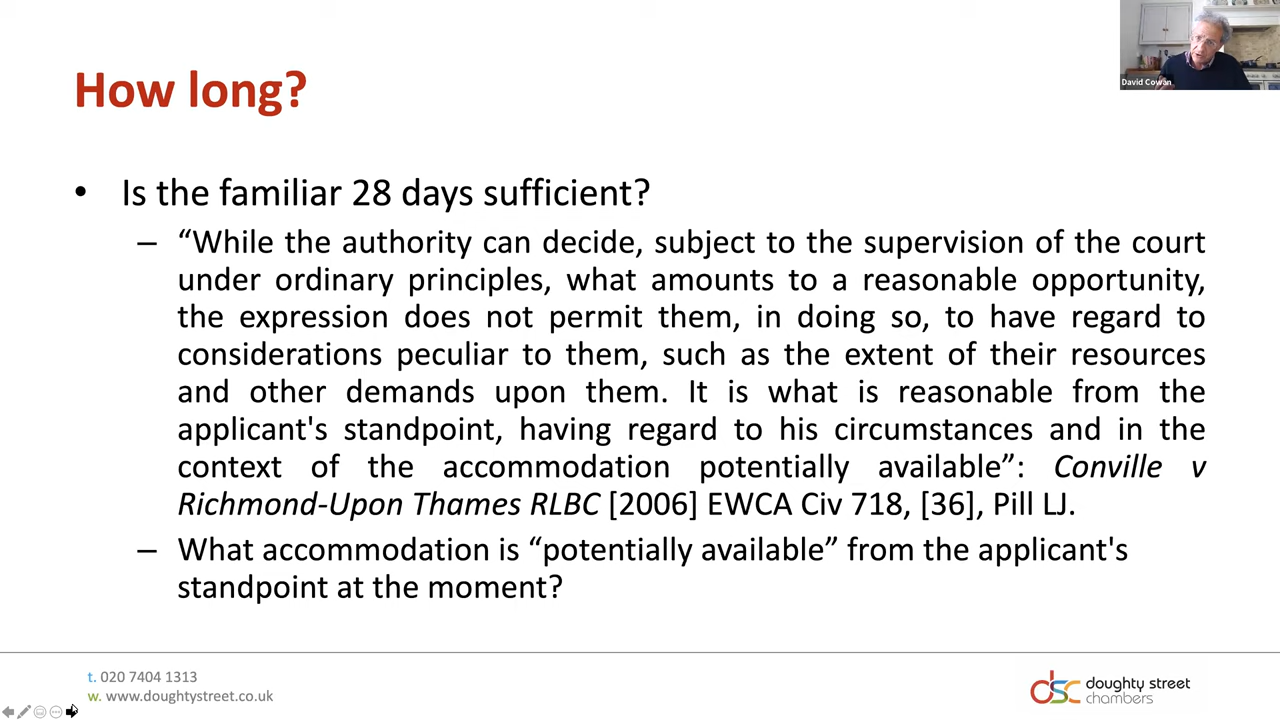 David Cowan
How long?
• Is the familiar 28 days sufficient?
– “While the authority can decide, subject to the supervision of the court
under ordinary principles, what amounts to a reasonable opportunity,
the expression does not permit them, in doing so, to have regard to
considerations peculiar to them, such as the extent of their resources
and other demands upon them. It is what is reasonable from the
applicant's standpoint, having regard to his circumstances and in the
context of the accommodation potentially available”: Conville v
Richmond-Upon Thames RLBC [2006] EWCA Civ 718, [36], Pill LJ.
– What accommodation is “potentially available” from the applicant's
standpoint at the moment?
t. 020 7404 1313
w. www.doughtystreet.co.uk
dsc doughty street
chambers